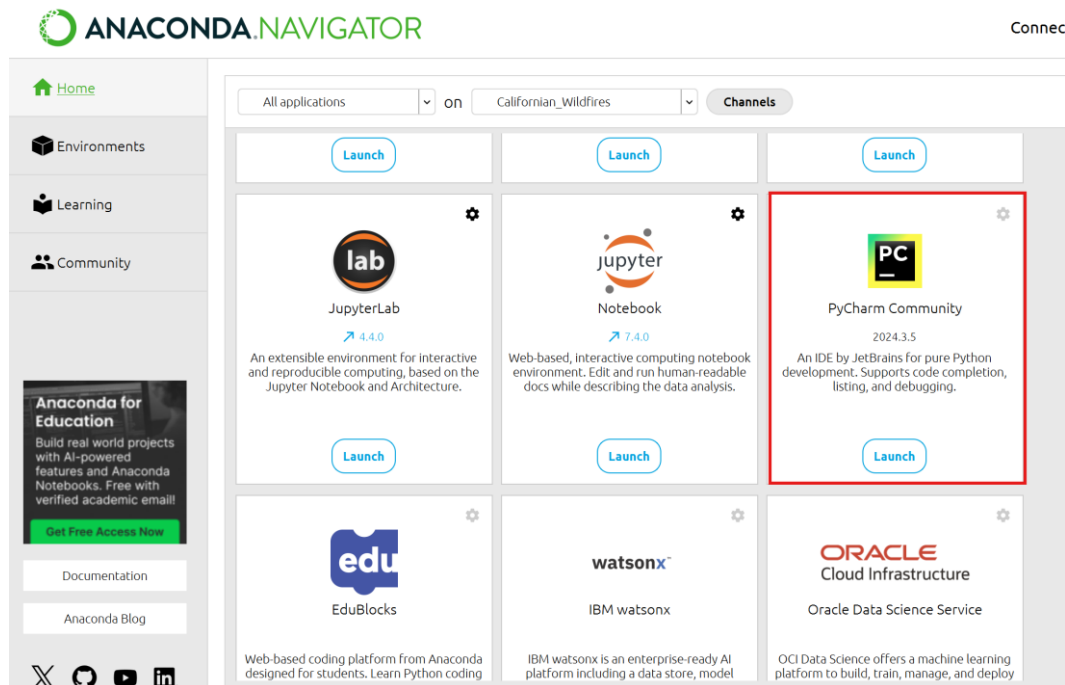 ANACONDA.NAVIGATOR
Connec
Home
All applications
on
Californian_Wildfires
Channels
Environments
Learning
Community
Launch
Launch
Launch
lab
JupyterLab
4.4.0
An extensible environment for interactive
and reproducible computing, based on the
Jupyter Notebook and Architecture.
Launch
jupyter
Notebook
7.4.0
Web-based, interactive computing notebook
environment. Edit and run human-readable
docs while describing the data analysis.
Launch
PC
PyCharm Community
2024.3.5
An IDE by JetBrains for pure Python
development. Supports code completion,
listing, and debugging.
Launch
Anaconda for
Education
Build real world projects
with AI-powered
features and Anaconda
Notebooks. Free with
verified academic email!
Get Free Access Now
Documentation
Anaconda Blog
edu
EduBlocks
Web-based coding platform from Anaconda
designed for students. Learn Python coding
watsonx
IBM watsonx
IBM watsonx is an enterprise-ready AI
platform including a data store, model
ORACLE
Cloud Infrastructure
Oracle Data Science Service
OCI Data Science offers a machine learning
platform to build, train, manage, and deploy